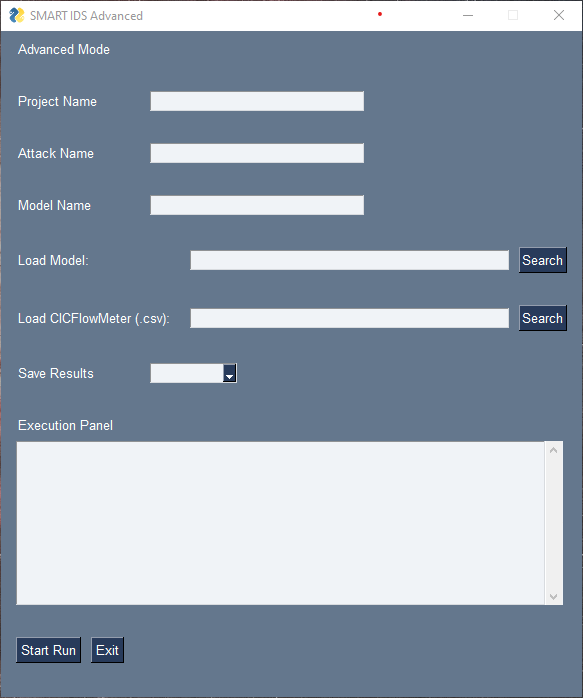 SMART IDS Advanced
Advanced Mode
Project Name
Attack Name
Model Name
Load Model: Search
Load CICFlowMeter (.csv): Search
Save Results
Execution Panel
Start Run Exit